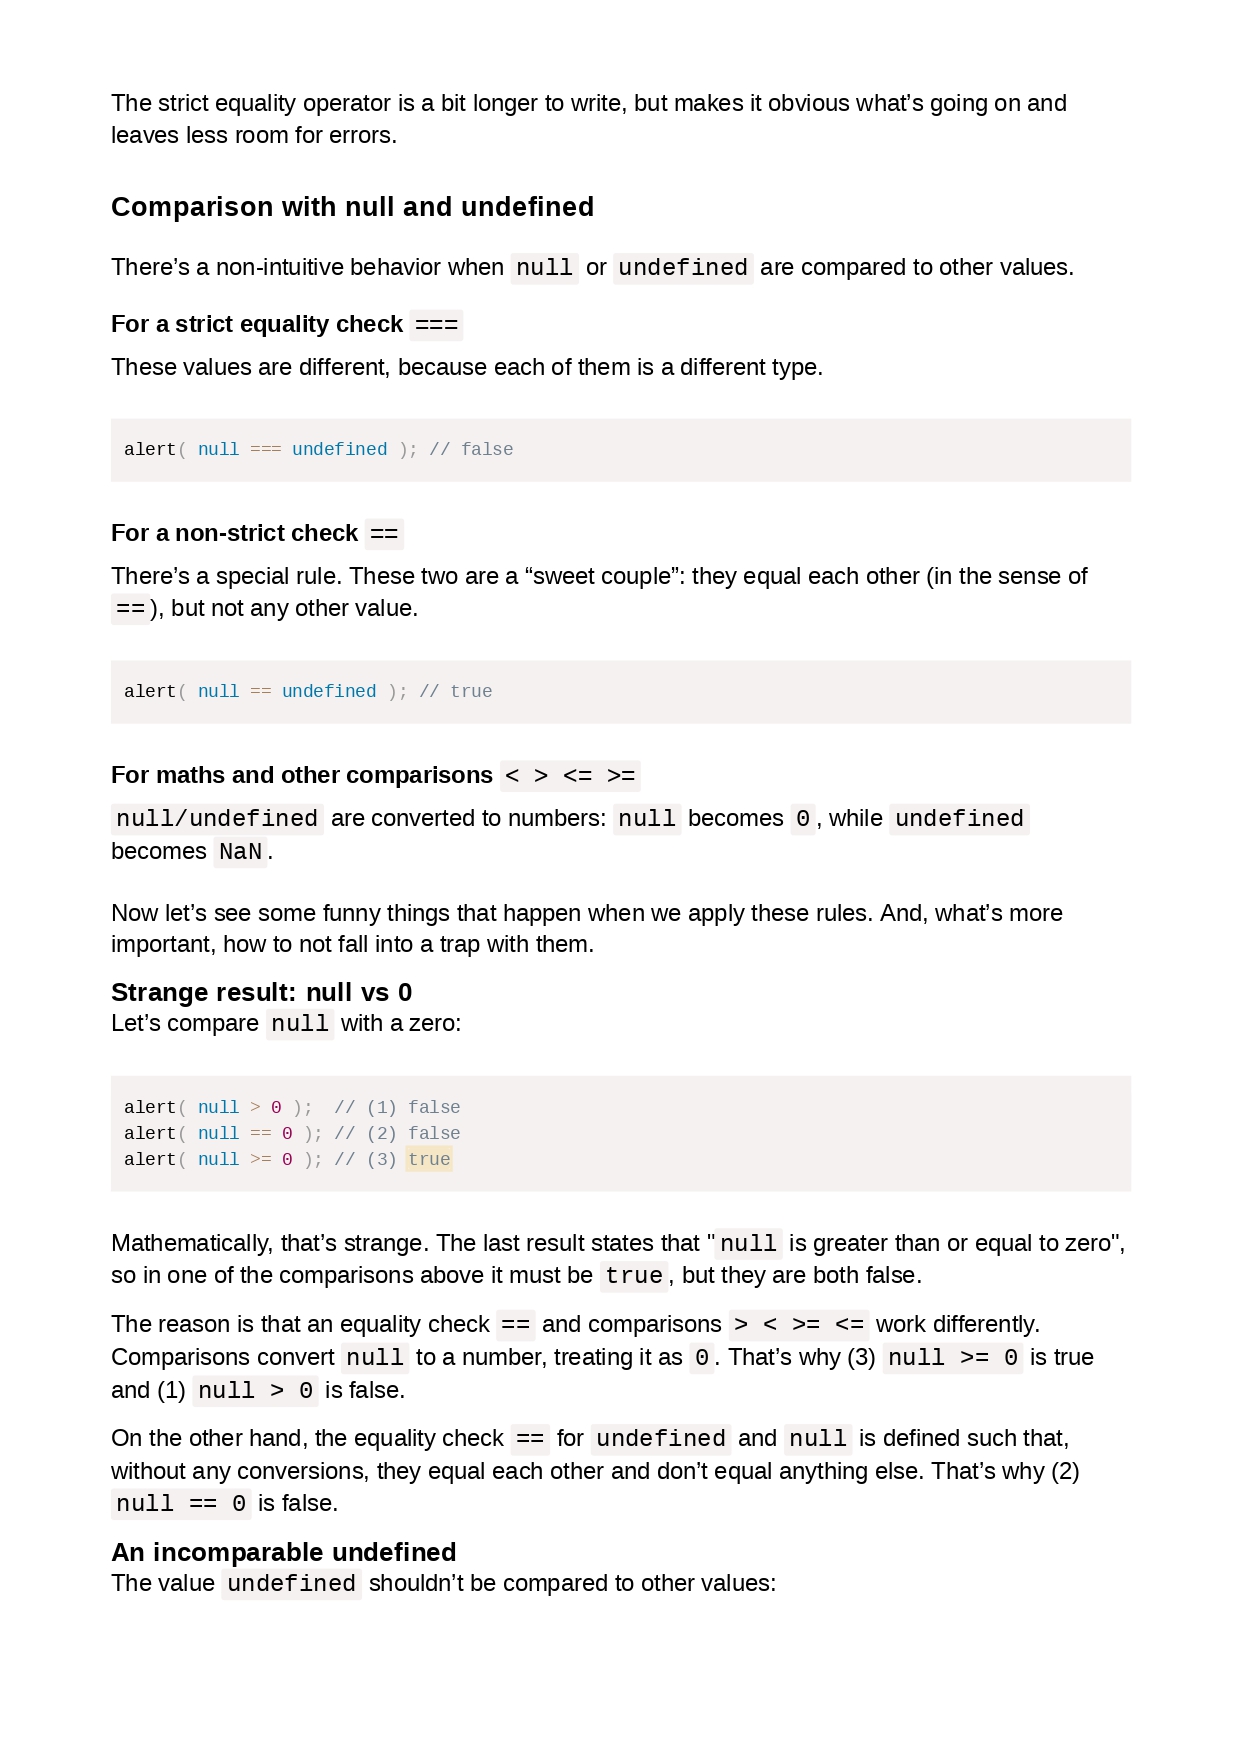 The strict equality operator is a bit longer to write, but makes it obvious what’s going on and
leaves less room for errors.
Comparison with null and undefined
There’s a non-intuitive behavior when null or undefined are compared to other values.
For a strict equality check ===
These values are different, because each of them is a different type.
alert( null === undefined ); // false
For a non-strict check ==
There’s a special rule. These two are a “sweet couple”: they equal each other (in the sense of
==), but not any other value.
alert( null == undefined ); // true
For maths and other comparisons < > <= >=
null/undefined are converted to numbers: null becomes 0, while undefined
becomes NaN.
Now let’s see some funny things that happen when we apply these rules. And, what’s more
important, how to not fall into a trap with them.
Strange result: null vs 0
Let’s compare null with a zero:
alert( null > 0 );  // (1) false
alert( null == 0 ); // (2) false
alert( null >= 0 ); // (3) true
Mathematically, that’s strange. The last result states that "null is greater than or equal to zero",
so in one of the comparisons above it must be true, but they are both false.
The reason is that an equality check == and comparisons > < >= <= work differently.
Comparisons convert null to a number, treating it as 0. That’s why (3) null >= 0 is true
and (1) null > 0 is false.
On the other hand, the equality check == for undefined and null is defined such that,
without any conversions, they equal each other and don’t equal anything else. That’s why (2)
null == 0 is false.
An incomparable undefined
The value undefined shouldn’t be compared to other values: